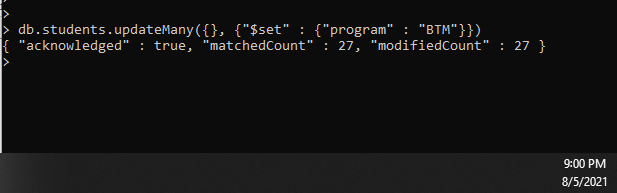 >
> db.students.updateMany({}, {"$set" : {"program" : "BTM"}})
{ "acknowledged" : true, "matchedCount" : 27, "modifiedCount" : 27 }
>
9:00 PM
8/5/2021